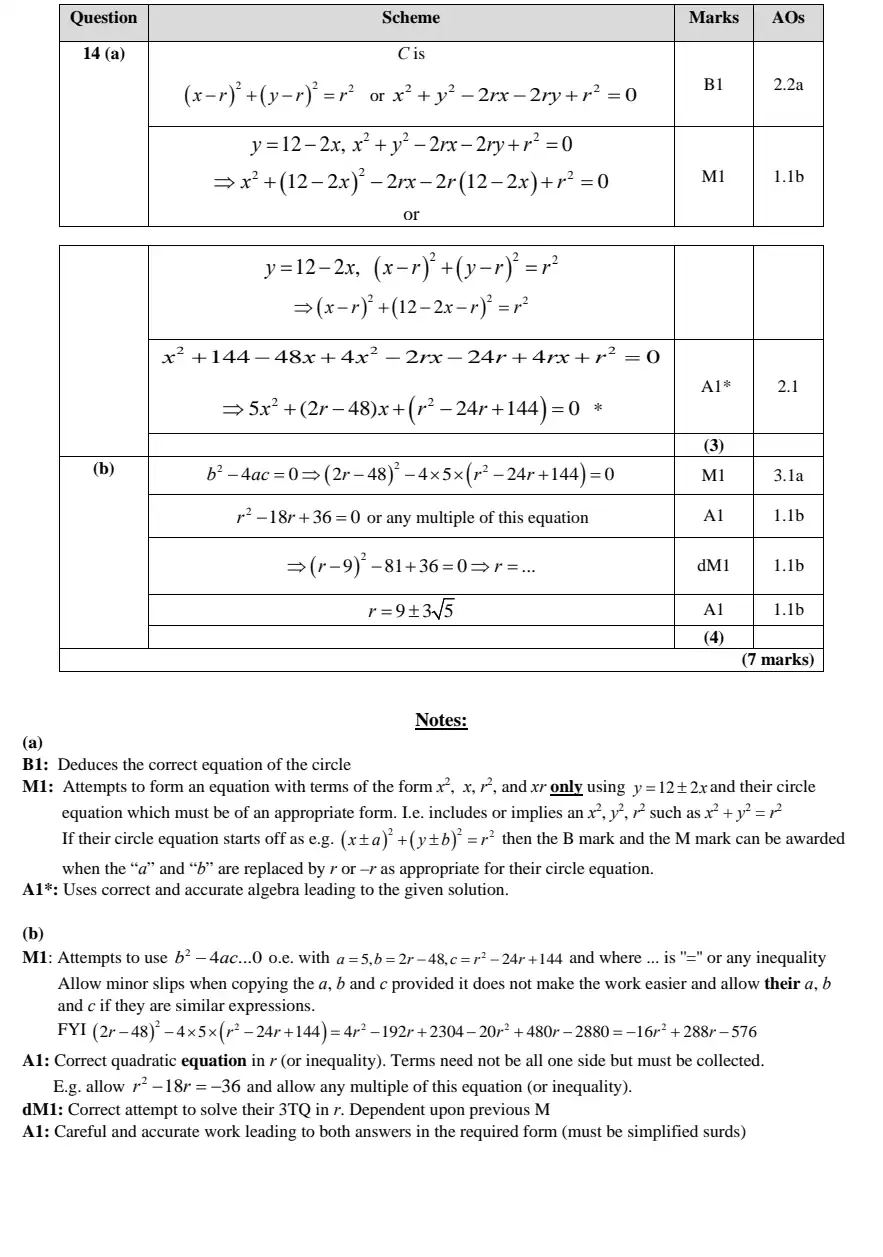 Question Scheme Marks AOs
14 (a) C is
(x − r)² + (y − r)² = r² or x² + y² − 2rx − 2ry + r² = 0 B1 2.2a
y = 12 − 2x, x² + y² − 2rx − 2ry + r² = 0
⇒ x² + (12 − 2x)² − 2rx − 2r(12 − 2x) + r² = 0 M1 1.1b
or
y = 12 − 2x, (x − r)² + (y − r)² = r²
⇒ (x − r)² + (12 − 2x − r)² = r²
x² + 144 − 48x + 4x² − 2rx − 24r + 4rx + r² = 0
⇒ 5x² + (2r − 48)x + (r² − 24r + 144) = 0 * A1* 2.1
(3)
(b) b² − 4ac = 0 ⇒ (2r − 48)² − 4 × 5 × (r² − 24r + 144) = 0 M1 3.1a
r² − 18r + 36 = 0 or any multiple of this equation A1 1.1b
⇒ (r − 9)² − 81 + 36 = 0 ⇒ r = ... dM1 1.1b
r = 9 ± 3√5 A1 1.1b
(4)
(7 marks)
Notes:
(a)
B1: Deduces the correct equation of the circle
M1: Attempts to form an equation with terms of the form x², x, r², and xr only using y = 12 ± 2x and their circle
equation which must be of an appropriate form. I.e. includes or implies an x², y², r² such as x² + y² = r²
If their circle equation starts off as e.g. (x ± a)² + (y ± b)² = r² then the B mark and the M mark can be awarded
when the “a” and “b” are replaced by r or –r as appropriate for their circle equation.
A1*: Uses correct and accurate algebra leading to the given solution.
(b)
M1: Attempts to use b² − 4ac...0 o.e. with a = 5, b = 2r − 48, c = r² − 24r + 144 and where ... is "=" or any inequality
Allow minor slips when copying the a, b and c provided it does not make the work easier and allow their a, b
and c if they are similar expressions.
FYI (2r − 48)² − 4 × 5 × (r² − 24r + 144) = 4r² − 192r + 2304 − 20r² + 480r − 2880 = −16r² + 288r − 576
A1: Correct quadratic equation in r (or inequality). Terms need not be all one side but must be collected.
E.g. allow r² − 18r = −36 and allow any multiple of this equation (or inequality).
dM1: Correct attempt to solve their 3TQ in r. Dependent upon previous M
A1: Careful and accurate work leading to both answers in the required form (must be simplified surds)